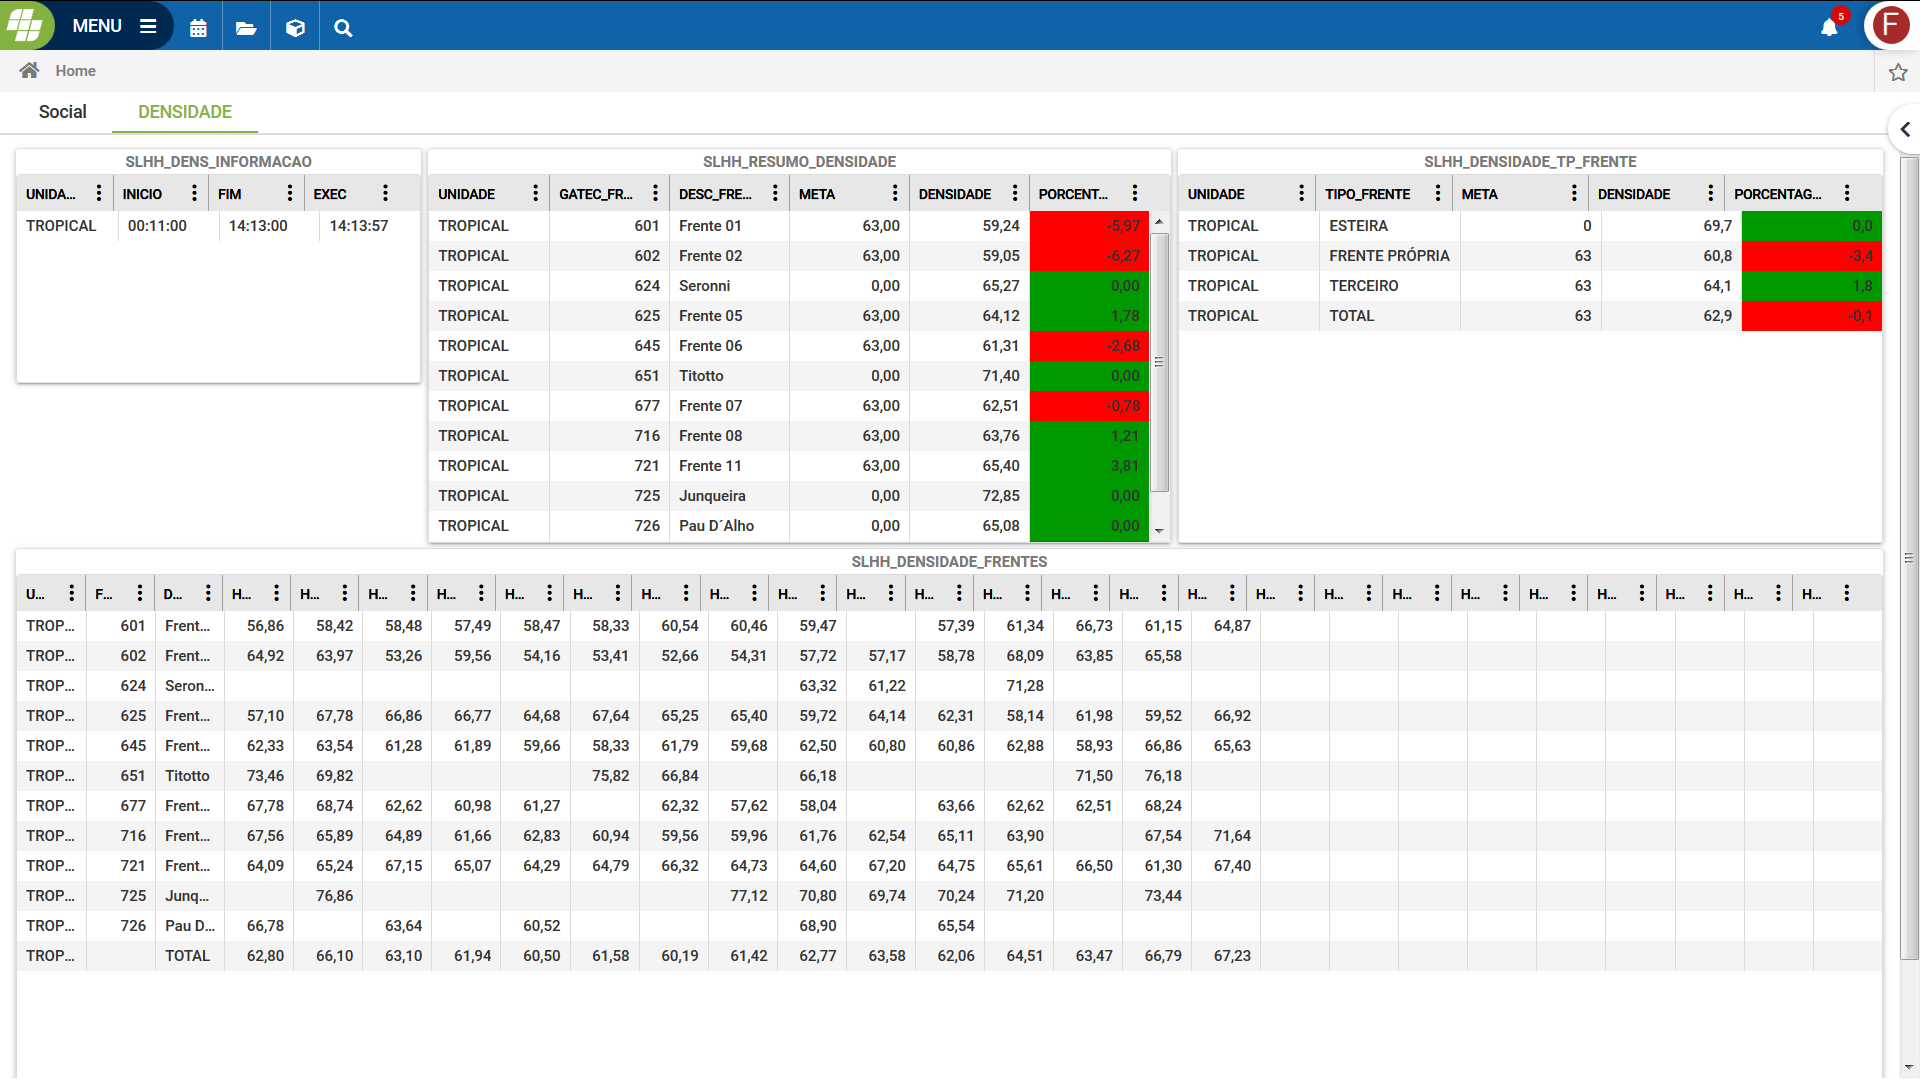 MENU
5
F
Home
Social DENSIDADE
SLHH_DENS_INFORMACAO
UNIDA... INICIO FIM EXEC
TROPICAL 00:11:00 14:13:00 14:13:57
SLHH_RESUMO_DENSIDADE
UNIDADE GATEC_FR... DESC_FRE... META DENSIDADE PORCENT...
TROPICAL 601 Frente 01 63,00 59,24 -5,97
TROPICAL 602 Frente 02 63,00 59,05 -6,27
TROPICAL 624 Seronni 0,00 65,27 0,00
TROPICAL 625 Frente 05 63,00 64,12 1,78
TROPICAL 645 Frente 06 63,00 61,31 -2,68
TROPICAL 651 Titotto 0,00 71,40 0,00
TROPICAL 677 Frente 07 63,00 62,51 -0,78
TROPICAL 716 Frente 08 63,00 63,76 1,21
TROPICAL 721 Frente 11 63,00 65,40 3,81
TROPICAL 725 Junqueira 0,00 72,85 0,00
TROPICAL 726 Pau D´Alho 0,00 65,08 0,00
SLHH_DENSIDADE_TP_FRENTE
UNIDADE TIPO_FRENTE META DENSIDADE PORCENTAG...
TROPICAL ESTEIRA 0 69,7 0,0
TROPICAL FRENTE PRÓPRIA 63 60,8 -3,4
TROPICAL TERCEIRO 63 64,1 1,8
TROPICAL TOTAL 63 62,9 -0,1
SLHH_DENSIDADE_FRENTES
U... F... D... H... H... H... H... H... H... H... H... H... H... H... H... H... H... H... H... H... H... H... H... H... H... H... H...
TROP... 601 Frent... 56,86 58,42 58,48 57,49 58,47 58,33 60,54 60,46 59,47 57,39 61,34 66,73 61,15 64,87
TROP... 602 Frent... 64,92 63,97 53,26 59,56 54,16 53,41 52,66 54,31 57,72 57,17 58,78 68,09 63,85 65,58
TROP... 624 Seron... 63,32 61,22 71,28
TROP... 625 Frent... 57,10 67,78 66,86 66,77 64,68 67,64 65,25 65,40 59,72 64,14 62,31 58,14 61,98 59,52 66,92
TROP... 645 Frent... 62,33 63,54 61,28 61,89 59,66 58,33 61,79 59,68 62,50 60,80 60,86 62,88 58,93 66,86 65,63
TROP... 651 Titotto 73,46 69,82 75,82 66,84 66,18 71,50 76,18
TROP... 677 Frent... 67,78 68,74 62,62 60,98 61,27 62,32 57,62 58,04 63,66 62,62 62,51 68,24
TROP... 716 Frent... 67,56 65,89 64,89 61,66 62,83 60,94 59,56 59,96 61,76 62,54 65,11 63,90 67,54 71,64
TROP... 721 Frent... 64,09 65,24 67,15 65,07 64,29 64,79 66,32 64,73 64,60 67,20 64,75 65,61 66,50 61,30 67,40
TROP... 725 Junq... 76,86 77,12 70,80 69,74 70,24 71,20 73,44
TROP... 726 Pau D... 66,78 63,64 60,52 68,90 65,54
TROP... TOTAL 62,80 66,10 63,10 61,94 60,50 61,58 60,19 61,42 62,77 63,58 62,06 64,51 63,47 66,79 67,23